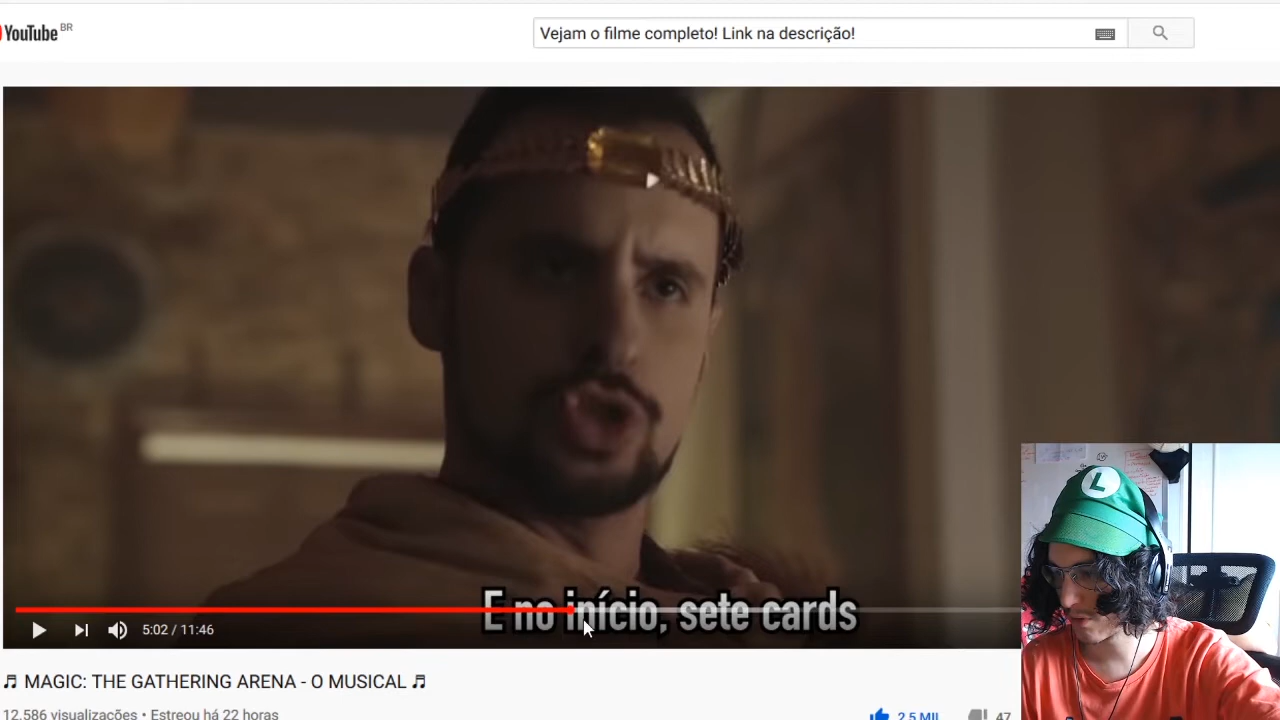 YouTube BR
Vejam o filme completo! Link na descrição!
L
E no início, sete cards
5:02 / 11:46
♬ MAGIC: THE GATHERING ARENA - O MUSICAL ♬
12.586 visualizações • Estreou há 22 horas
2,5 MIL 47